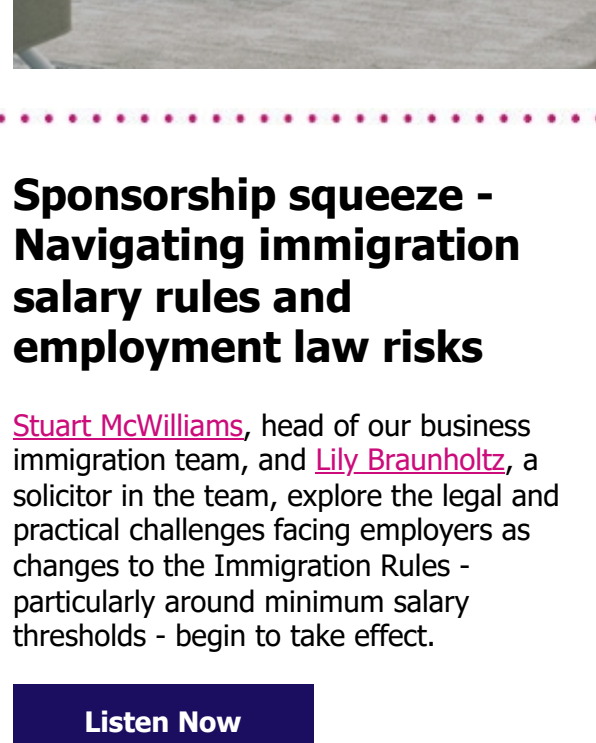 Sponsorship squeeze -
Navigating immigration
salary rules and
employment law risks
Stuart McWilliams, head of our business
immigration team, and Lily Braunholtz, a
solicitor in the team, explore the legal and
practical challenges facing employers as
changes to the Immigration Rules -
particularly around minimum salary
thresholds - begin to take effect.
Listen Now